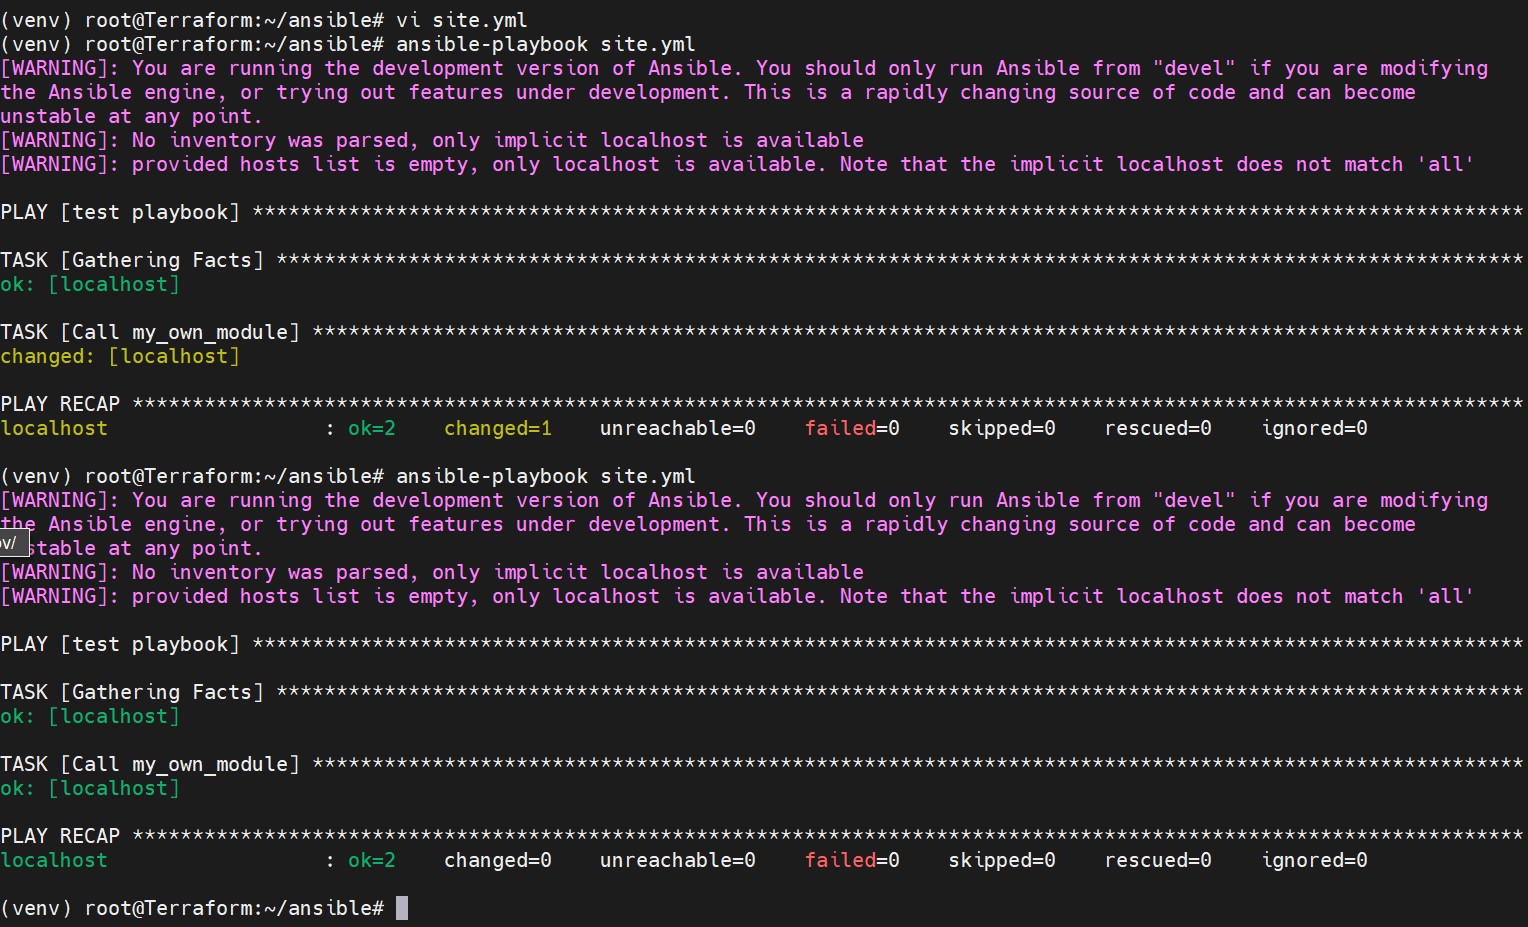 (venv) root@Terraform:~/ansible# vi site.yml
(venv) root@Terraform:~/ansible# ansible-playbook site.yml
[WARNING]: You are running the development version of Ansible. You should only run Ansible from "devel" if you are modifying
the Ansible engine, or trying out features under development. This is a rapidly changing source of code and can become
unstable at any point.
[WARNING]: No inventory was parsed, only implicit localhost is available
[WARNING]: provided hosts list is empty, only localhost is available. Note that the implicit localhost does not match 'all'
PLAY [test playbook] **********************************************************************************************************
TASK [Gathering Facts] ********************************************************************************************************
ok: [localhost]
TASK [Call my_own_module] *****************************************************************************************************
changed: [localhost]
PLAY RECAP ********************************************************************************************************************
localhost : ok=2 changed=1 unreachable=0 failed=0 skipped=0 rescued=0 ignored=0
(venv) root@Terraform:~/ansible# ansible-playbook site.yml
[WARNING]: You are running the development version of Ansible. You should only run Ansible from "devel" if you are modifying
the Ansible engine, or trying out features under development. This is a rapidly changing source of code and can become
ov/ stable at any point.
[WARNING]: No inventory was parsed, only implicit localhost is available
[WARNING]: provided hosts list is empty, only localhost is available. Note that the implicit localhost does not match 'all'
PLAY [test playbook] **********************************************************************************************************
TASK [Gathering Facts] ********************************************************************************************************
ok: [localhost]
TASK [Call my_own_module] *****************************************************************************************************
ok: [localhost]
PLAY RECAP ********************************************************************************************************************
localhost : ok=2 changed=0 unreachable=0 failed=0 skipped=0 rescued=0 ignored=0
(venv) root@Terraform:~/ansible#